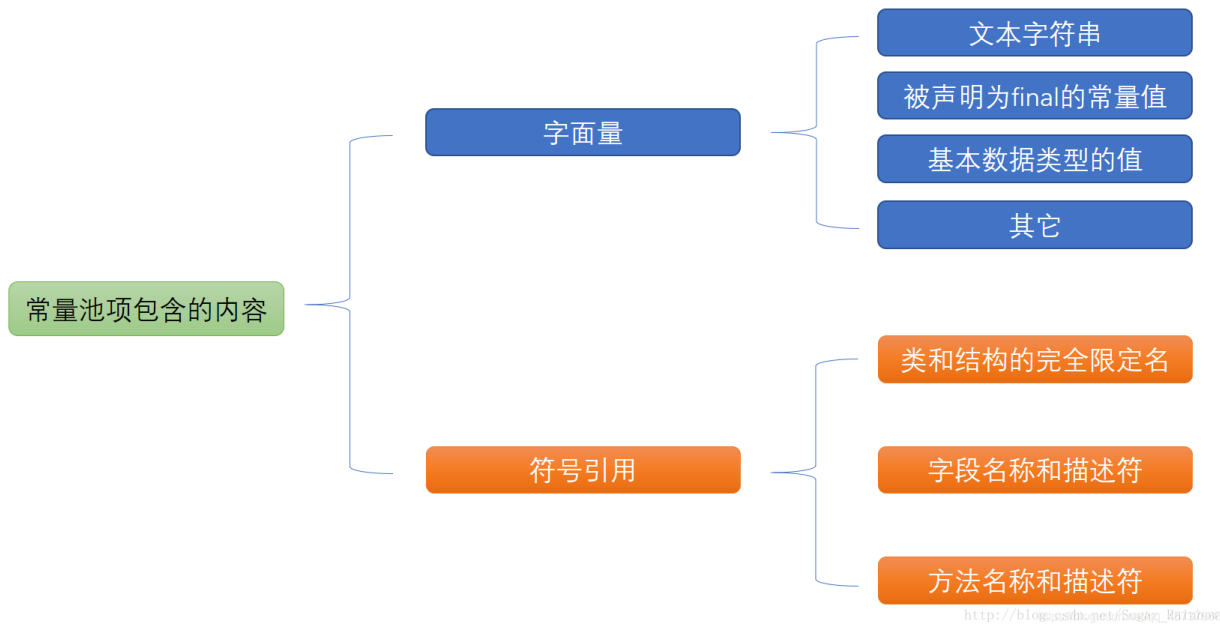 常量池项包含的内容
字面量
文本字符串
被声明为final的常量值
基本数据类型的值
其它
符号引用
类和结构的完全限定名
字段名称和描述符
方法名称和描述符